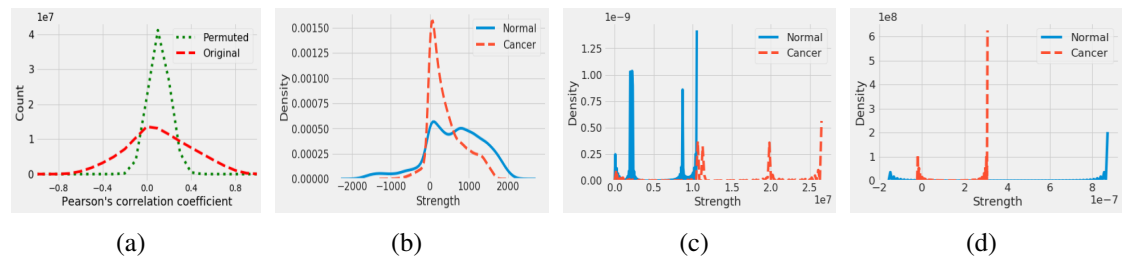 1e7
Count
4
3
2
1
0
Permuted
Original
−0.8 0.0 0.8
Pearson's correlation coefficient
(a)
Density
0.00150
0.00125
0.00100
0.00075
0.00050
0.00025
0.00000
Normal
Cancer
−2000 −1000 0 1000 2000
Strength
(b)
1e-9
Density
1.25
1.00
0.75
0.50
0.25
0.00
Normal
Cancer
0.0 0.5 1.0 1.5 2.0 2.5
1e7
Strength
(c)
1e8
Density
6
5
4
3
2
1
0
Normal
Cancer
−2 0 2 4 6 8
1e−7
Strength
(d)